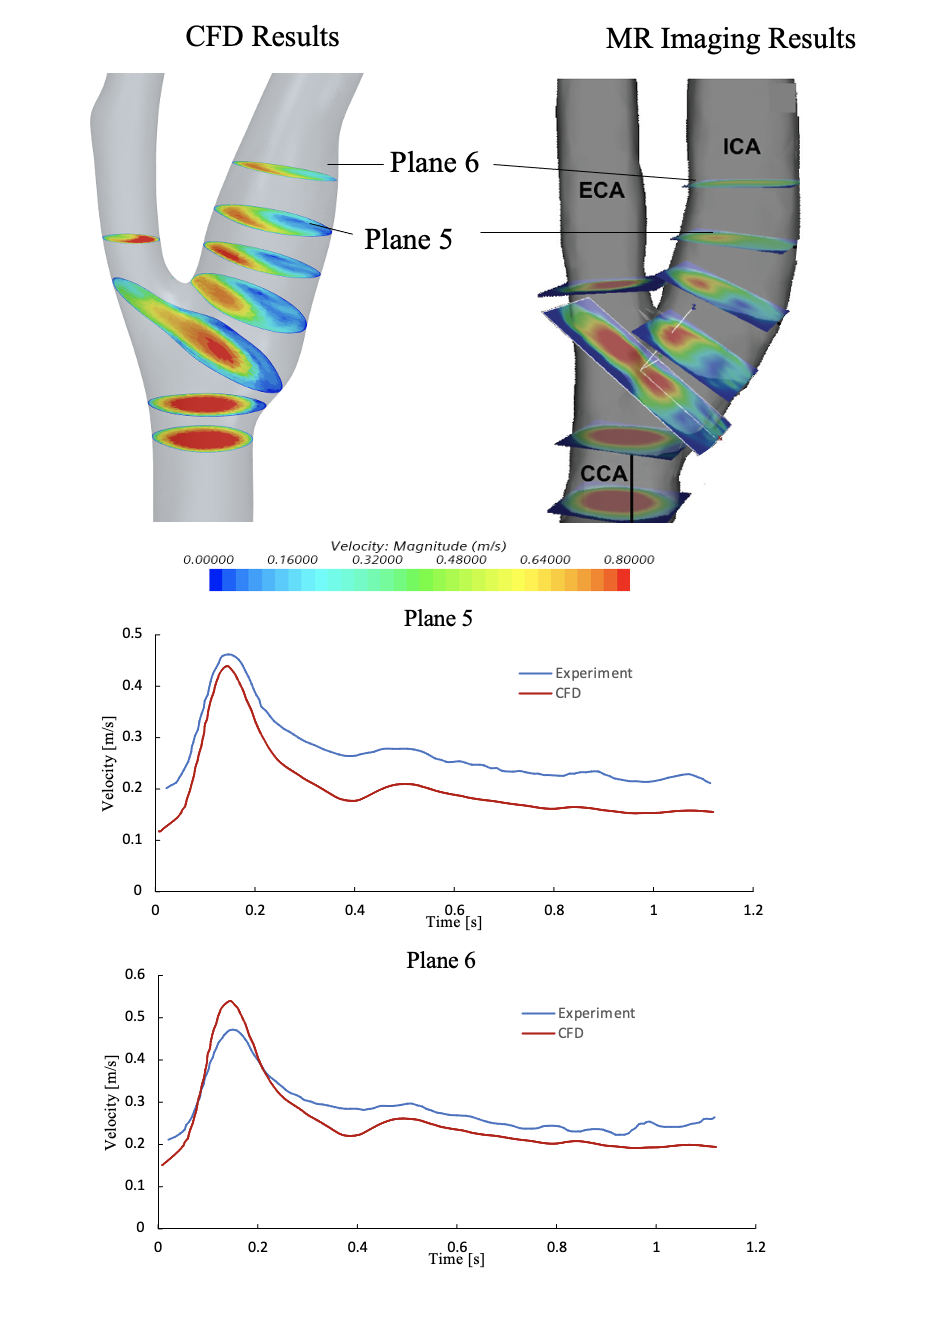 CFD Results
MR Imaging Results
Plane 6
ICA
ECA
Plane 5
z
CCA
Velocity: Magnitude (m/s)
0.00000 0.16000 0.32000 0.48000 0.64000 0.80000
Plane 5
0.5
0.4
0.3
0.2
0.1
0
Velocity [m/s]
Experiment
CFD
0 0.2 0.4 0.6 0.8 1 1.2
Time [s]
Plane 6
0.6
0.5
0.4
0.3
0.2
0.1
0
Velocity [m/s]
Experiment
CFD
0 0.2 0.4 0.6 0.8 1 1.2
Time [s]